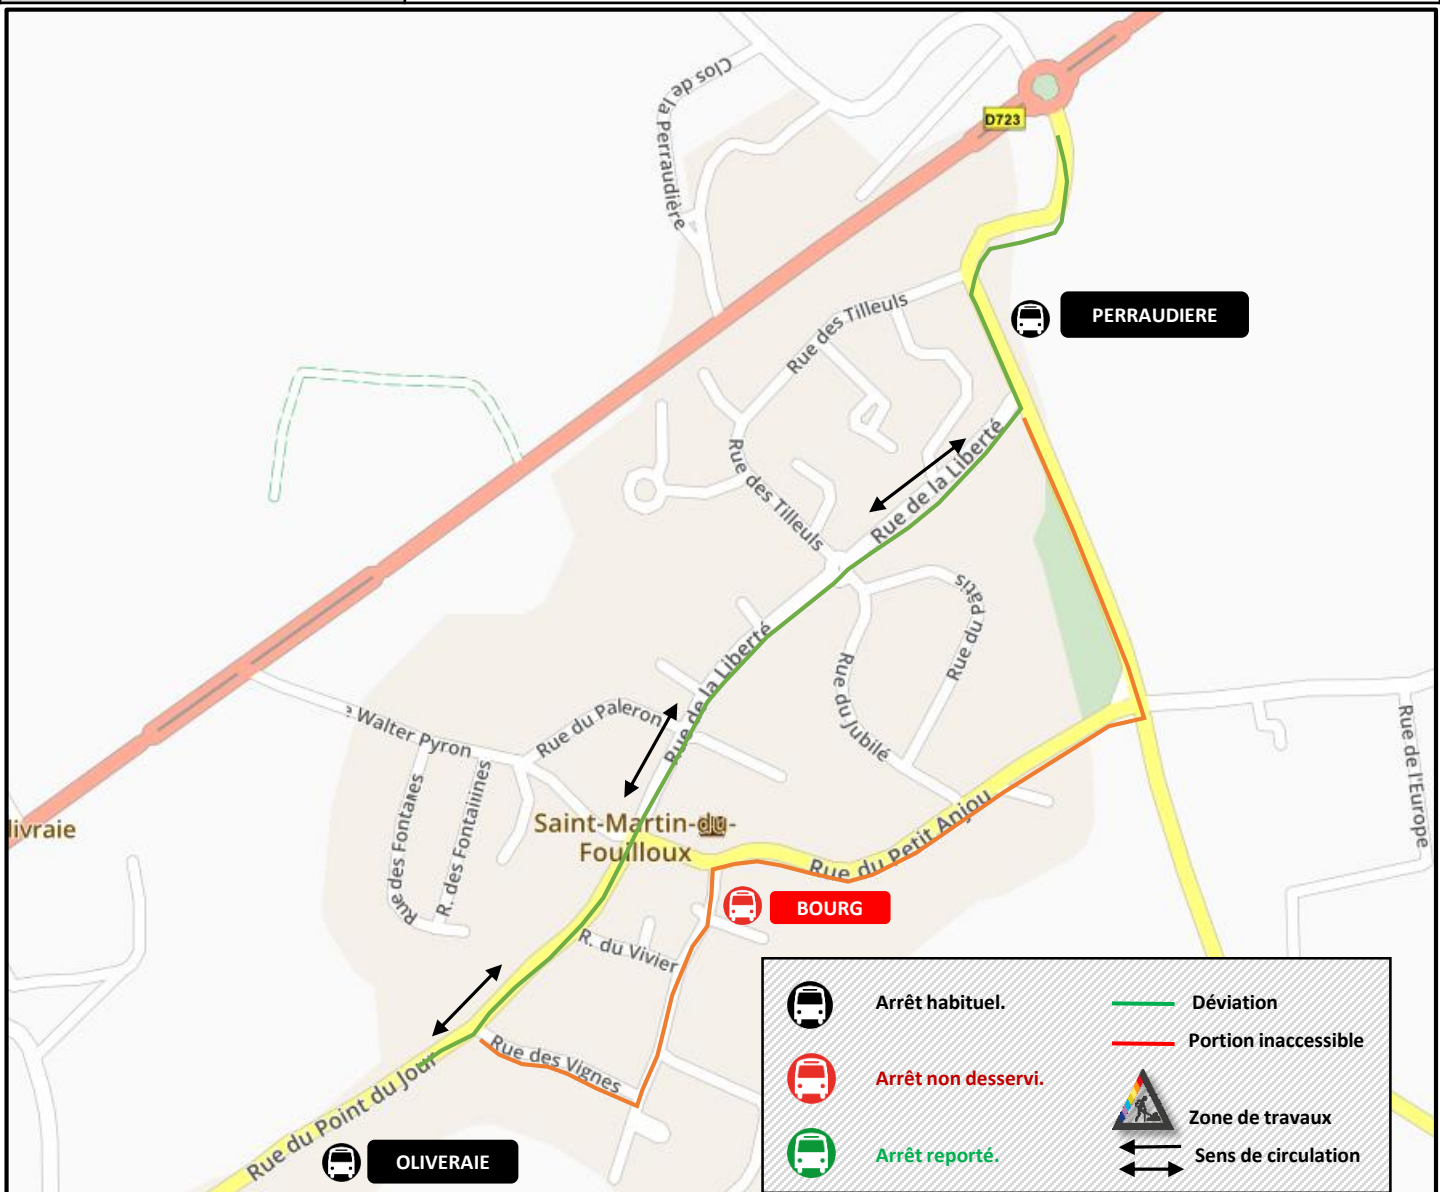 Clos de la Perraudière
D723
PERRAUDIERE
Rue des Tilleuls
Rue de la Liberté
Rue des Tilleuls
Rue du Patis
Rue de la Liberté
Rue du Jubilé
Rue du Paleron
e Walter Pyron
Rue de l'Europe
Rue des Fontaines
R. des Fontaiines
livraie
Saint-Martin-du-
Fouilloux
Rue du Petit Anjou
BOURG
R. du Vivier
Rue des Vignes
Rue du Point du Jour
OLIVERAIE
Arrêt habituel.
Déviation
Portion inaccessible
Arrêt non desservi.
Zone de travaux
Arrêt reporté.
Sens de circulation